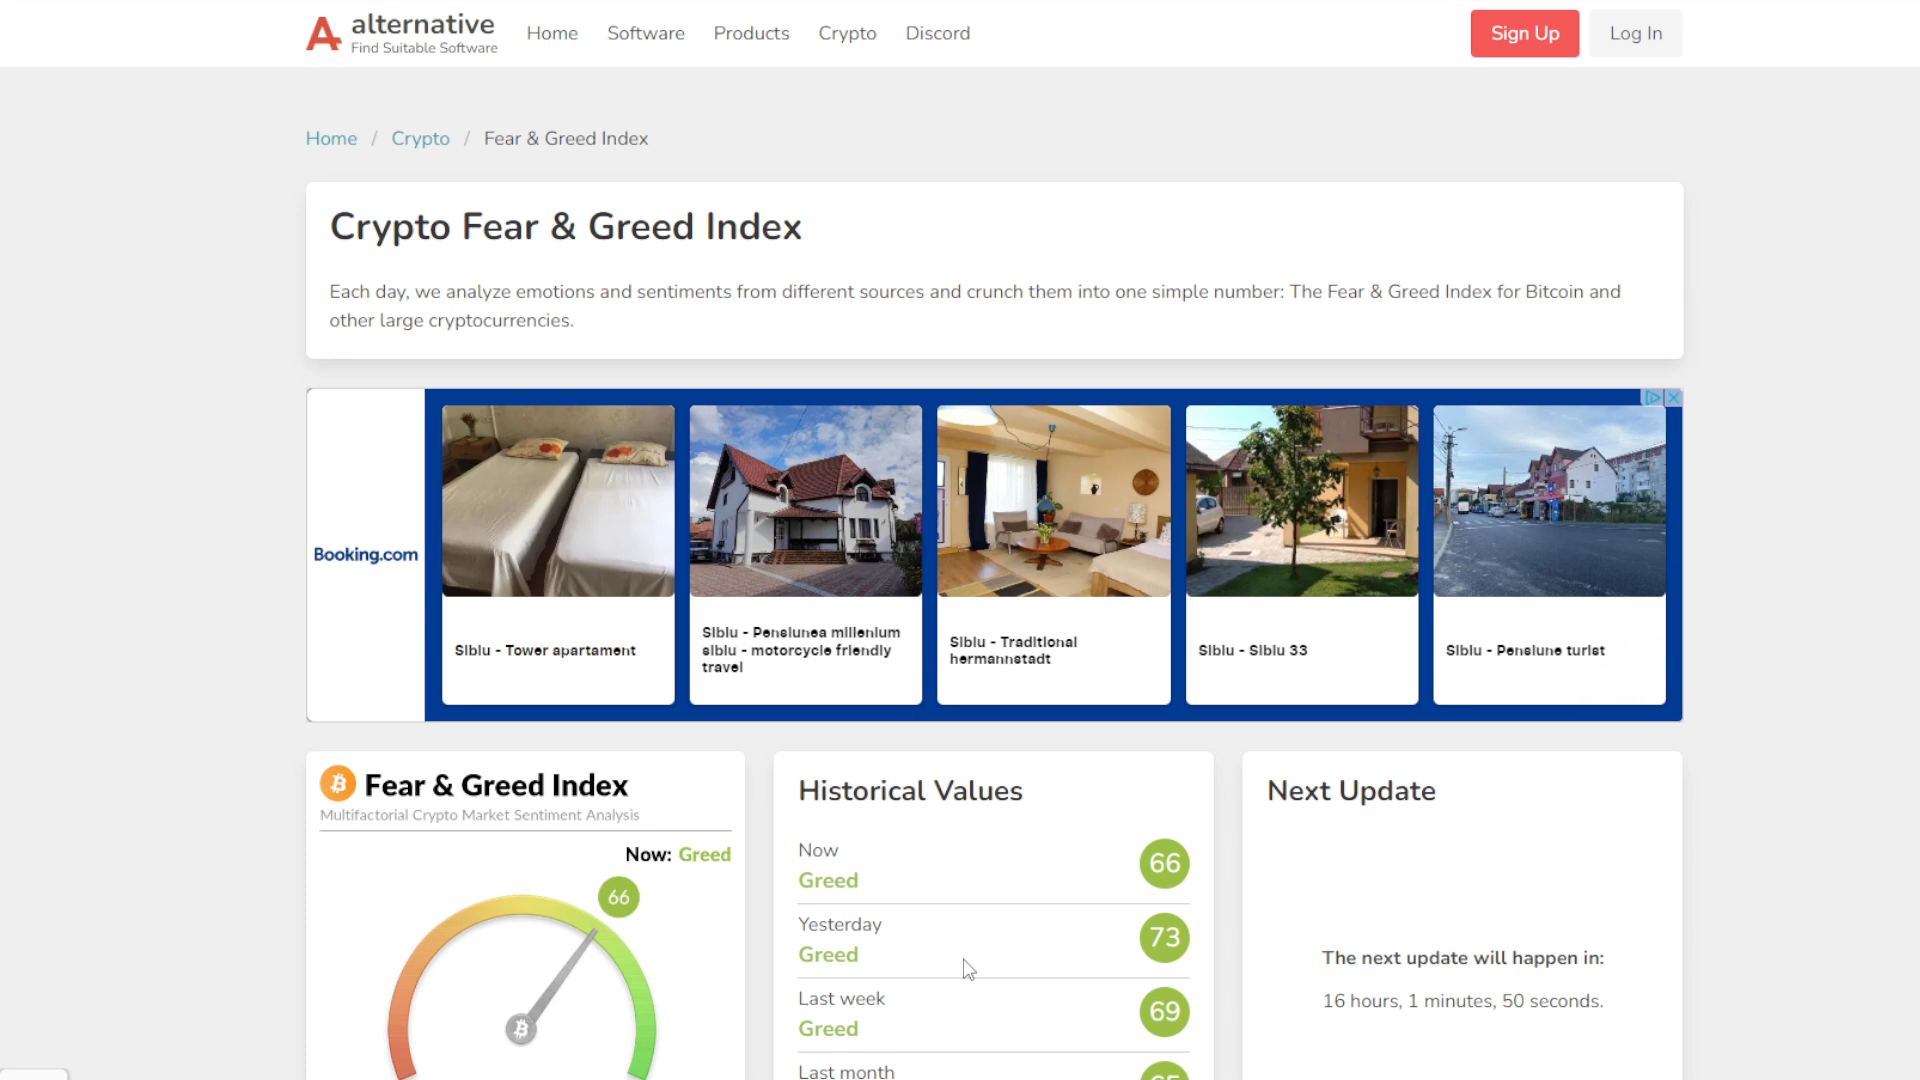 alternative
Find Suitable Software
Home
Software
Products
Crypto
Discord
Sign Up
Log In
Home / Crypto / Fear & Greed Index
Crypto Fear & Greed Index
Each day, we analyze emotions and sentiments from different sources and crunch them into one simple number: The Fear & Greed Index for Bitcoin and
other large cryptocurrencies.
Booking.com
Sibiu - Tower apartament
Sibiu - Pensiunea millenium
sibiu - motorcycle friendly
travel
Sibiu - Traditional
hermannstadt
Sibiu - Sibiu 33
Sibiu - Pensiune turist
Fear & Greed Index
Multifactorial Crypto Market Sentiment Analysis
Now: Greed
66
Historical Values
Now
Greed
66
Yesterday
Greed
73
Last week
Greed
69
Last month
Next Update
The next update will happen in:
16 hours, 1 minutes, 50 seconds.